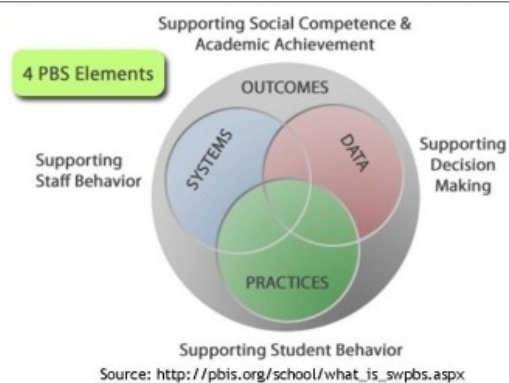 Supporting Social Competence &
Academic Achievement
4 PBS Elements
OUTCOMES
SYSTEMS
DATA
Supporting
Staff Behavior
Supporting
Decision
Making
PRACTICES
Supporting Student Behavior
Source: http://pbis.org/school/what_is_swpbs.aspx